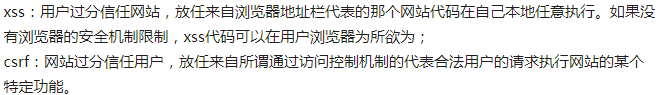 xss：用户过分信任网站，放任来自浏览器地址栏代表的那个网站代码在自己本地任意执行。如果没
有浏览器的安全机制限制，xss代码可以在用户浏览器为所欲为；
csrf：网站过分信任用户，放任来自所谓通过访问控制机制的代表合法用户的请求执行网站的某个
特定功能。